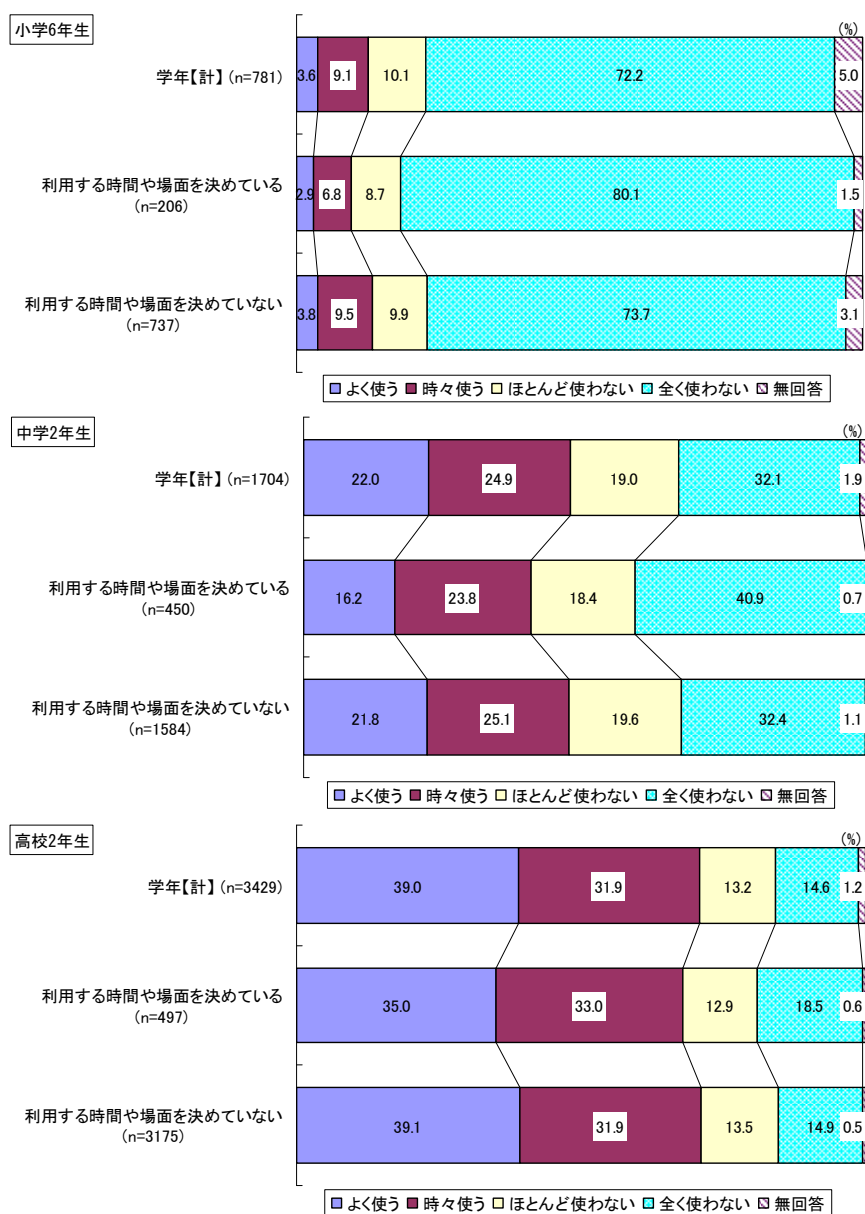 小学6年生
(%)
学年【計】 (n=781)
3.6 9.1 10.1 72.2 5.0
利用する時間や場面を決めている
(n=206)
2.9 6.8 8.7 80.1 1.5
利用する時間や場面を決めていない
(n=737)
3.8 9.5 9.9 73.7 3.1
よく使う 時々使う ほとんど使わない 全く使わない 無回答
中学2年生
(%)
学年【計】 (n=1704)
22.0 24.9 19.0 32.1 1.9
利用する時間や場面を決めている
(n=450)
16.2 23.8 18.4 40.9 0.7
利用する時間や場面を決めていない
(n=1584)
21.8 25.1 19.6 32.4 1.1
よく使う 時々使う ほとんど使わない 全く使わない 無回答
高校2年生
(%)
学年【計】 (n=3429)
39.0 31.9 13.2 14.6 1.2
利用する時間や場面を決めている
(n=497)
35.0 33.0 12.9 18.5 0.6
利用する時間や場面を決めていない
(n=3175)
39.1 31.9 13.5 14.9 0.5
よく使う 時々使う ほとんど使わない 全く使わない 無回答